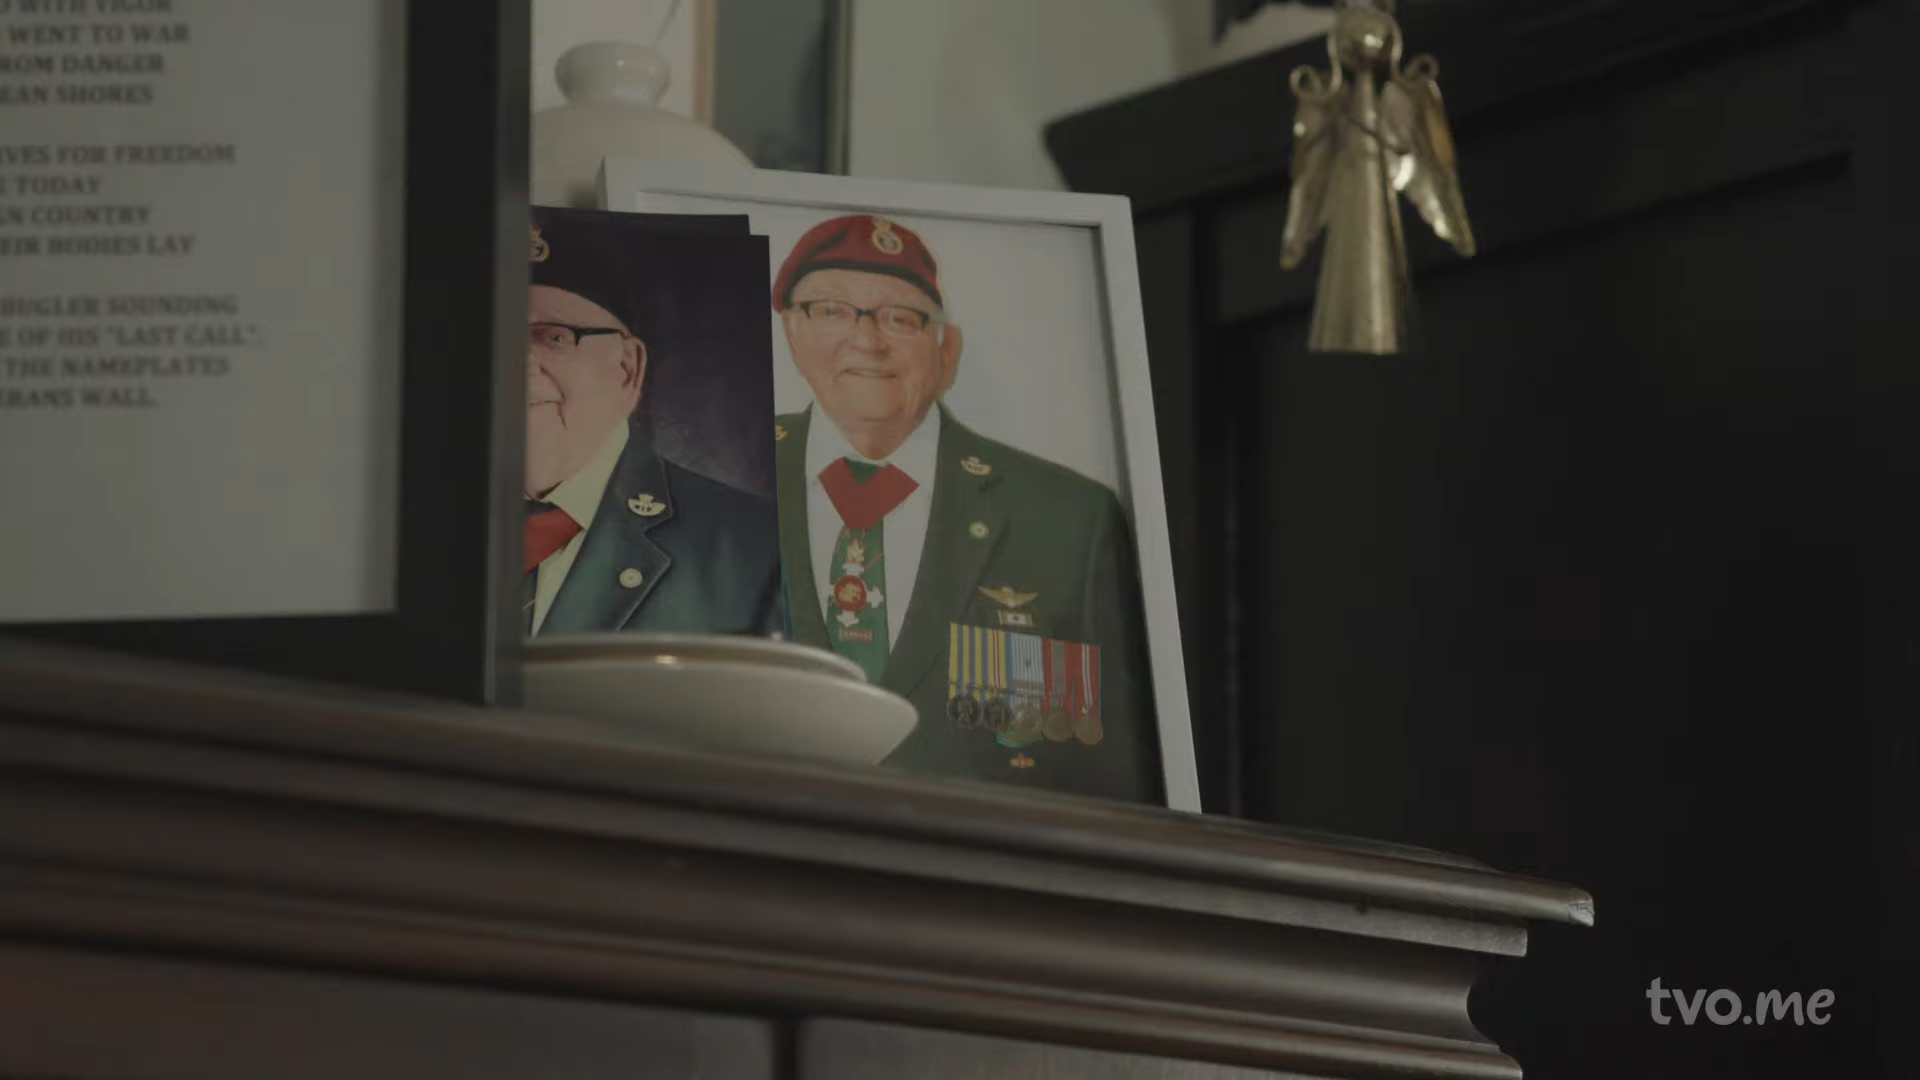 WITH VIGOR
WENT TO WAR
ROM DANGER
EAN SHORES
IVES FOR FREEDOM
E TODAY
GN COUNTRY
EIR BODIES LAY
BUGLER SOUNDING
E OF HIS "LAST CALL",
THE NAMEPLATES
ERANS WALL.
tvo.me